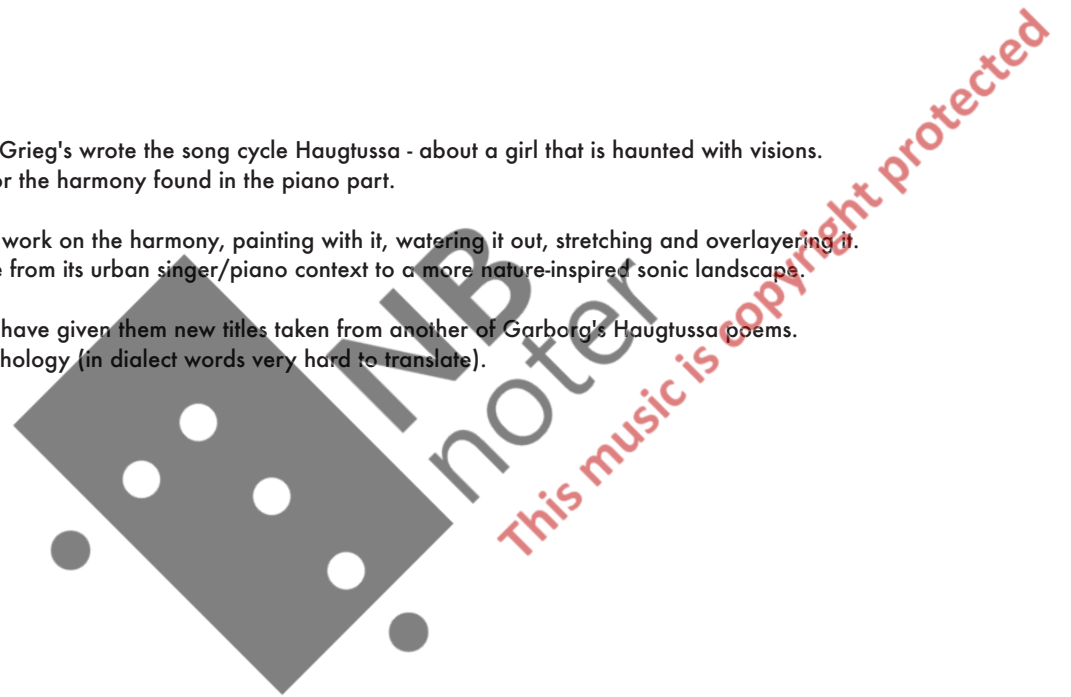 Grieg's wrote the song cycle Haugtussa - about a girl that is haunted with visions.
or the harmony found in the piano part.
work on the harmony, painting with it, watering it out, stretching and overlayering it.
from its urban singer/piano context to a more nature-inspired sonic landscape.
have given them new titles taken from another of Garborg's Haugtussa poems.
hology (in dialect words very hard to translate).
NB
noter
This music is copyright protected